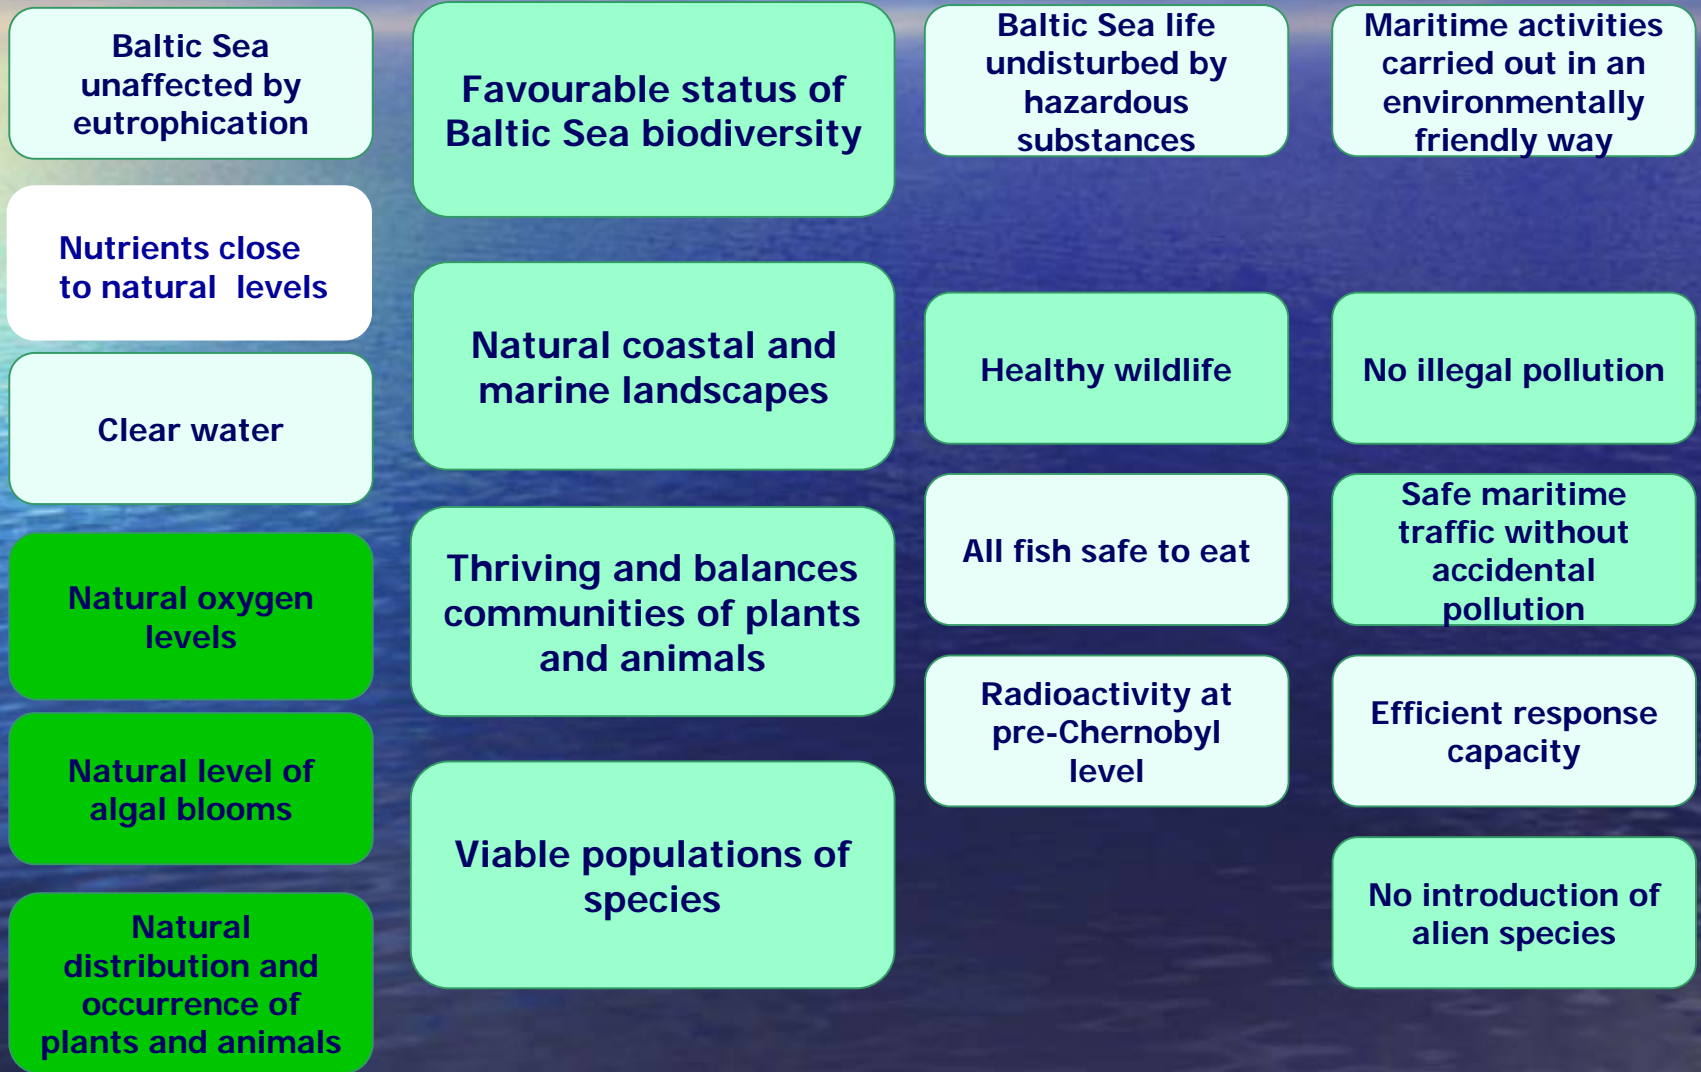 Baltic Sea
unaffected by
eutrophication
Nutrients close
to natural levels
Clear water
Natural oxygen
levels
Natural level of
algal blooms
Natural
distribution and
occurrence of
plants and animals
Favourable status of
Baltic Sea biodiversity
Natural coastal and
marine landscapes
Thriving and balances
communities of plants
and animals
Viable populations of
species
Baltic Sea life
undisturbed by
hazardous
substances
Healthy wildlife
All fish safe to eat
Radioactivity at
pre-Chernobyl
level
Maritime activities
carried out in an
environmentally
friendly way
No illegal pollution
Safe maritime
traffic without
accidental
pollution
Efficient response
capacity
No introduction of
alien species